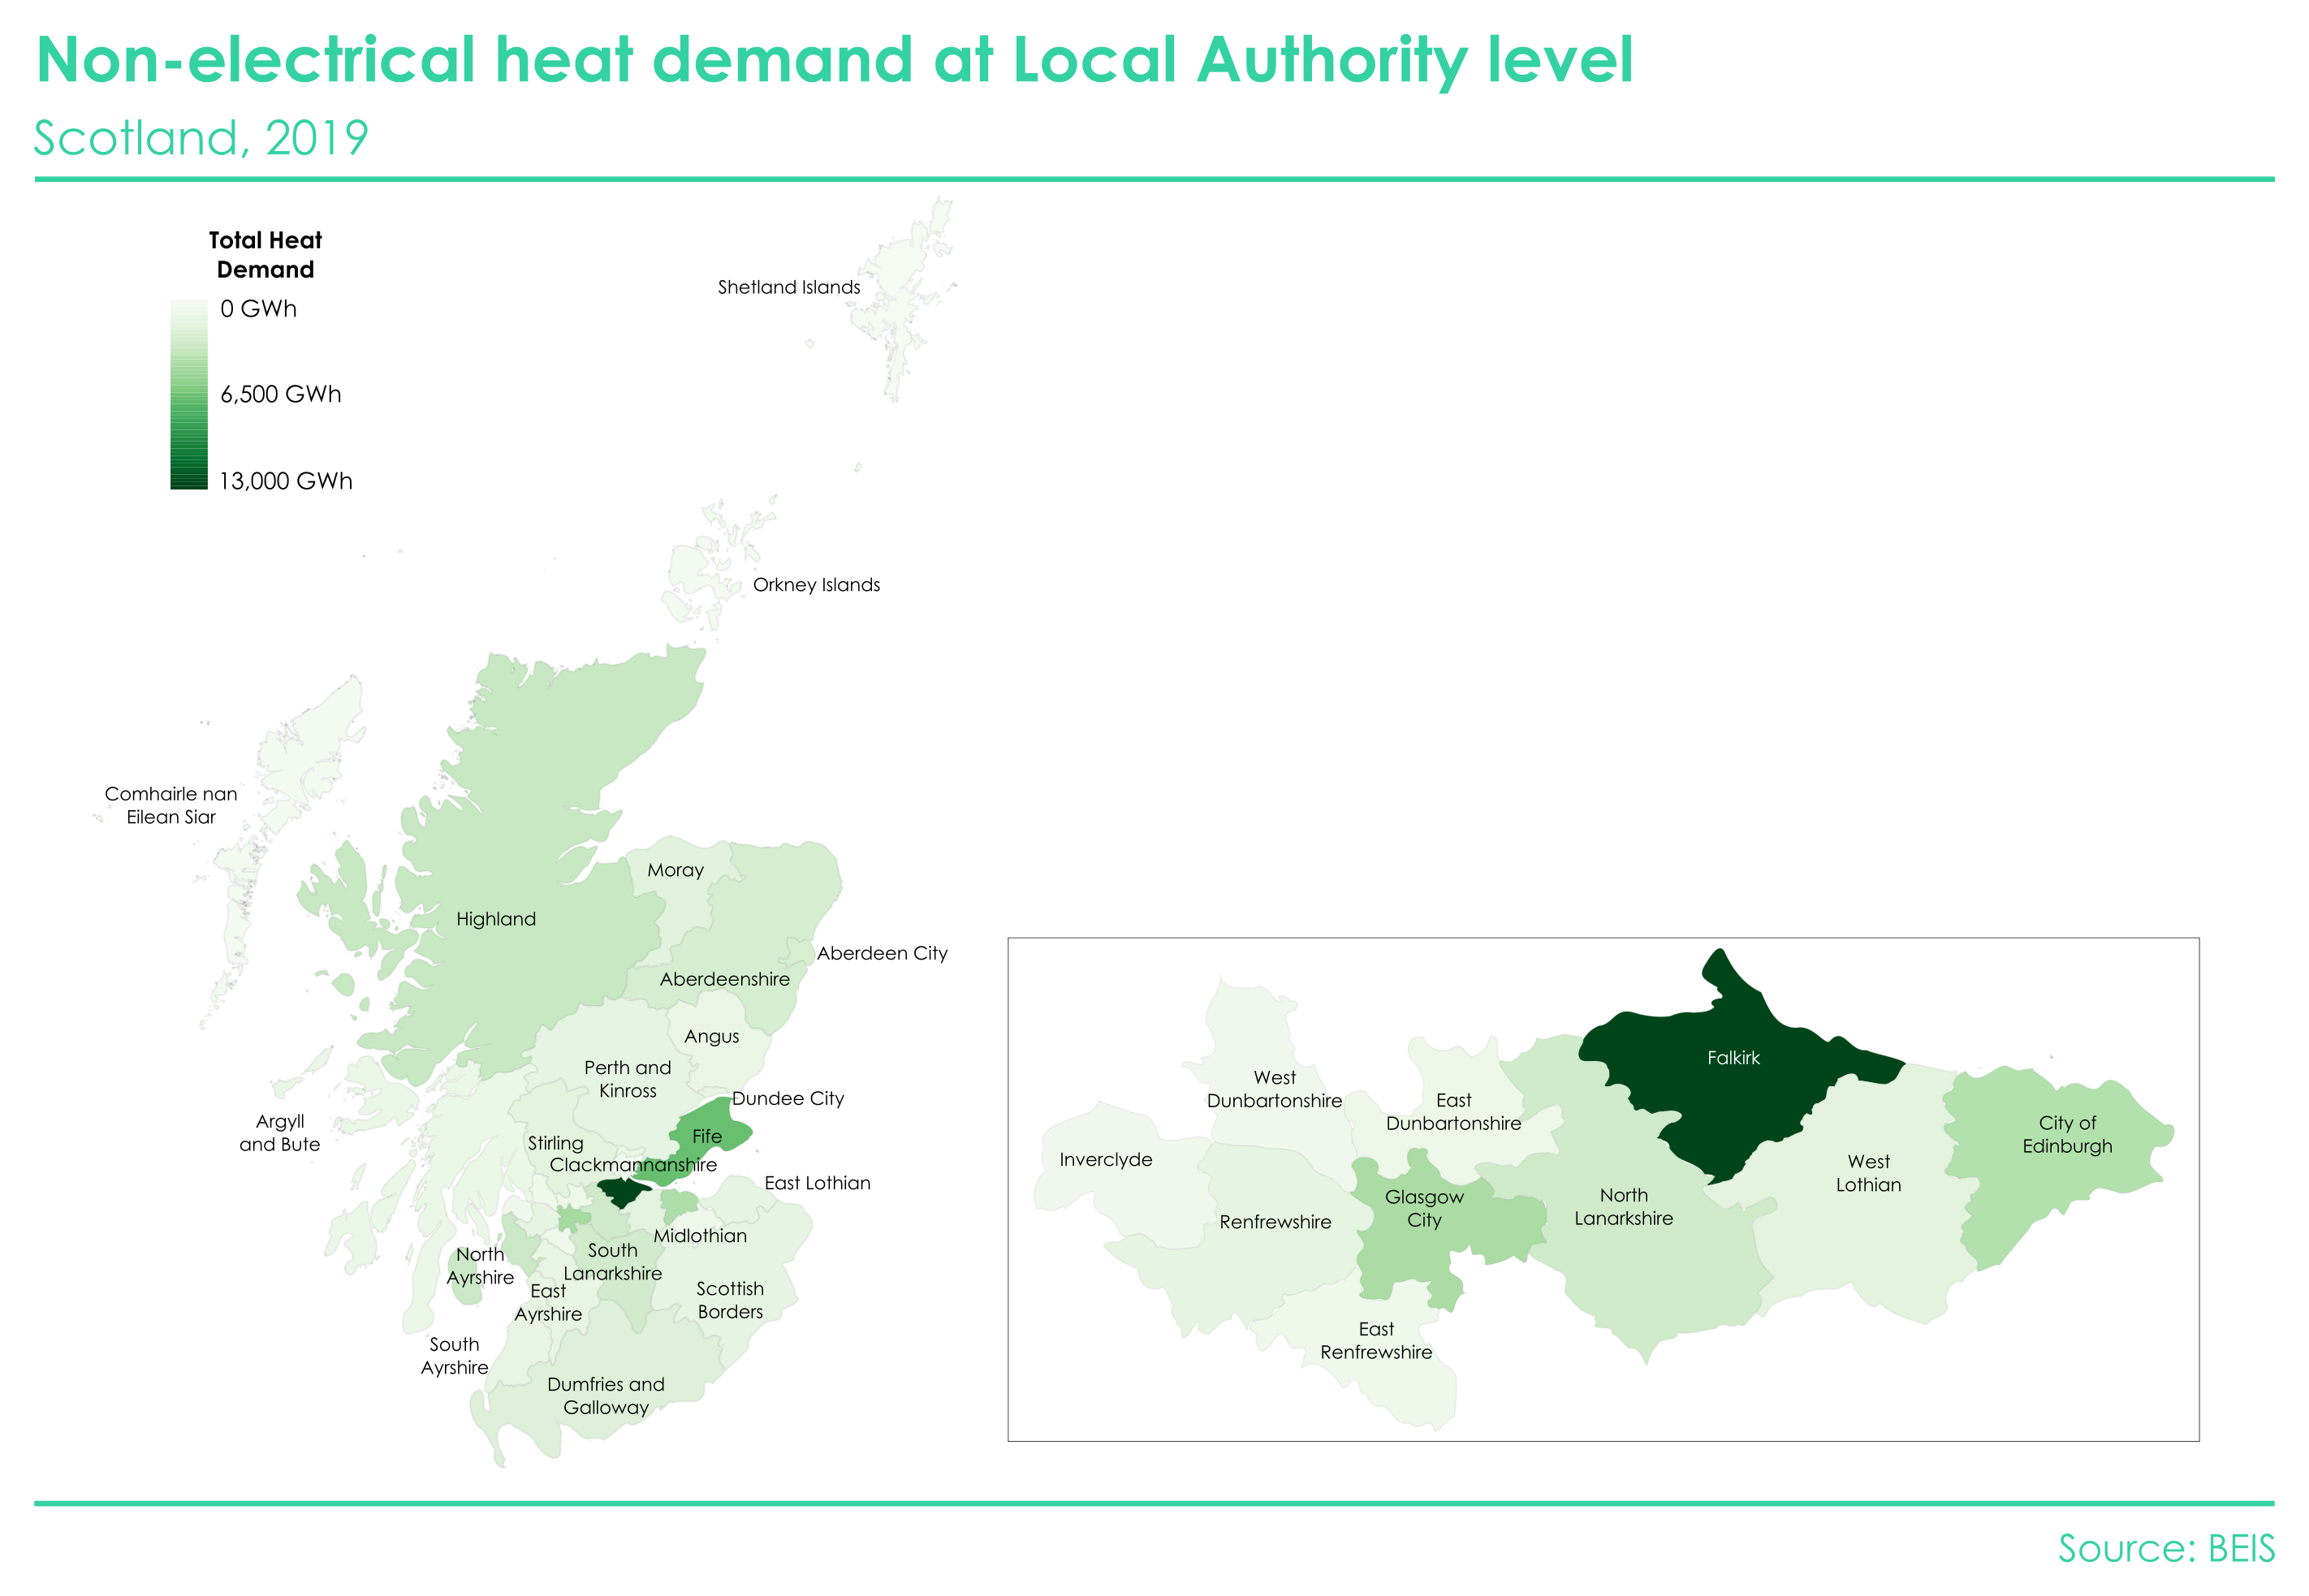 Non-electrical heat demand at Local Authority level
Scotland, 2019
Total Heat
Demand
0 GWh
6,500 GWh
13,000 GWh
Shetland Islands
Orkney Islands
Comhairle nan
Eilean Siar
Moray
Highland
Aberdeen City
Aberdeenshire
Angus
Perth and
Kinross
Dundee City
Argyll
and Bute
Fife
Stirling
Clackmannanshire
East Lothian
Midlothian
North
Ayrshire
South
Lanarkshire
East
Ayrshire
Scottish
Borders
South
Ayrshire
Dumfries and
Galloway
Falkirk
West
Dunbartonshire
East
Dunbartonshire
City of
Edinburgh
Inverclyde
West
Lothian
Renfrewshire
Glasgow
City
North
Lanarkshire
East
Renfrewshire
Source: BEIS